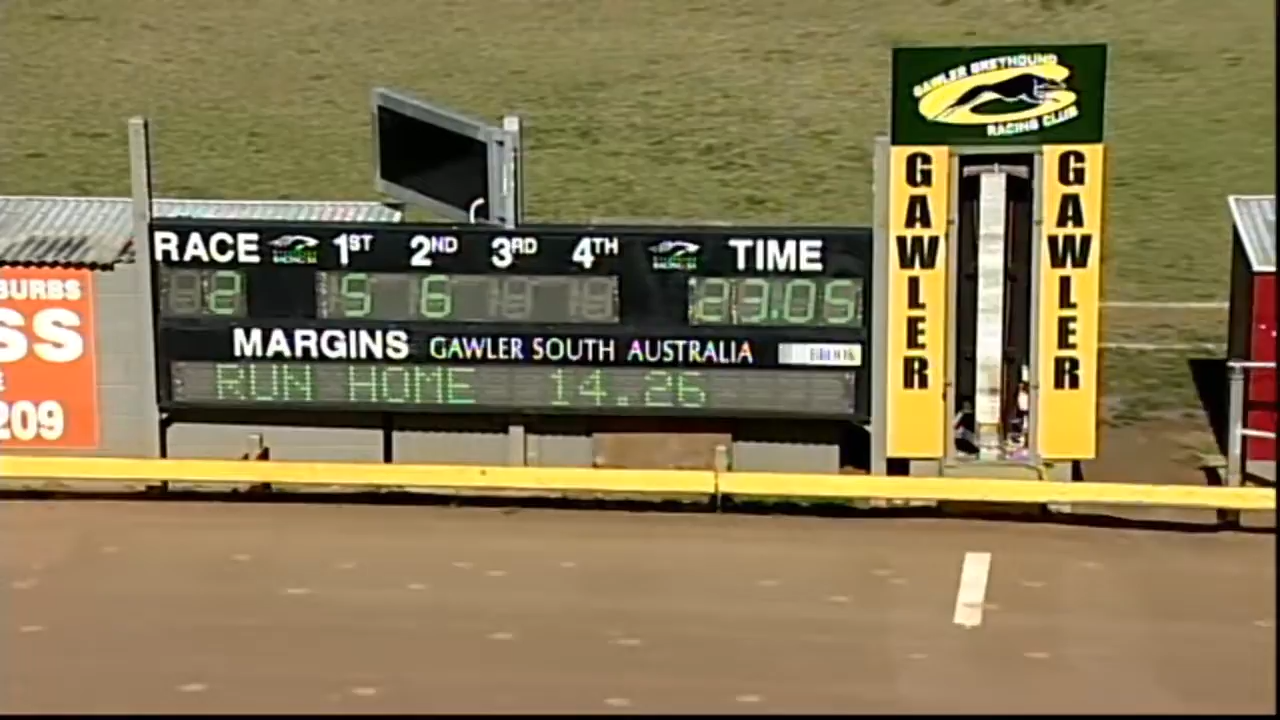 GAWLER GREYHOUND
RACING CLUB
GAWLER
GAWLER
RACE 1ST 2ND 3RD 4TH TIME
2 5 6 23.05
MARGINS GAWLER SOUTH AUSTRALIA
RUN HOME 14.26
BURBS
SS
209